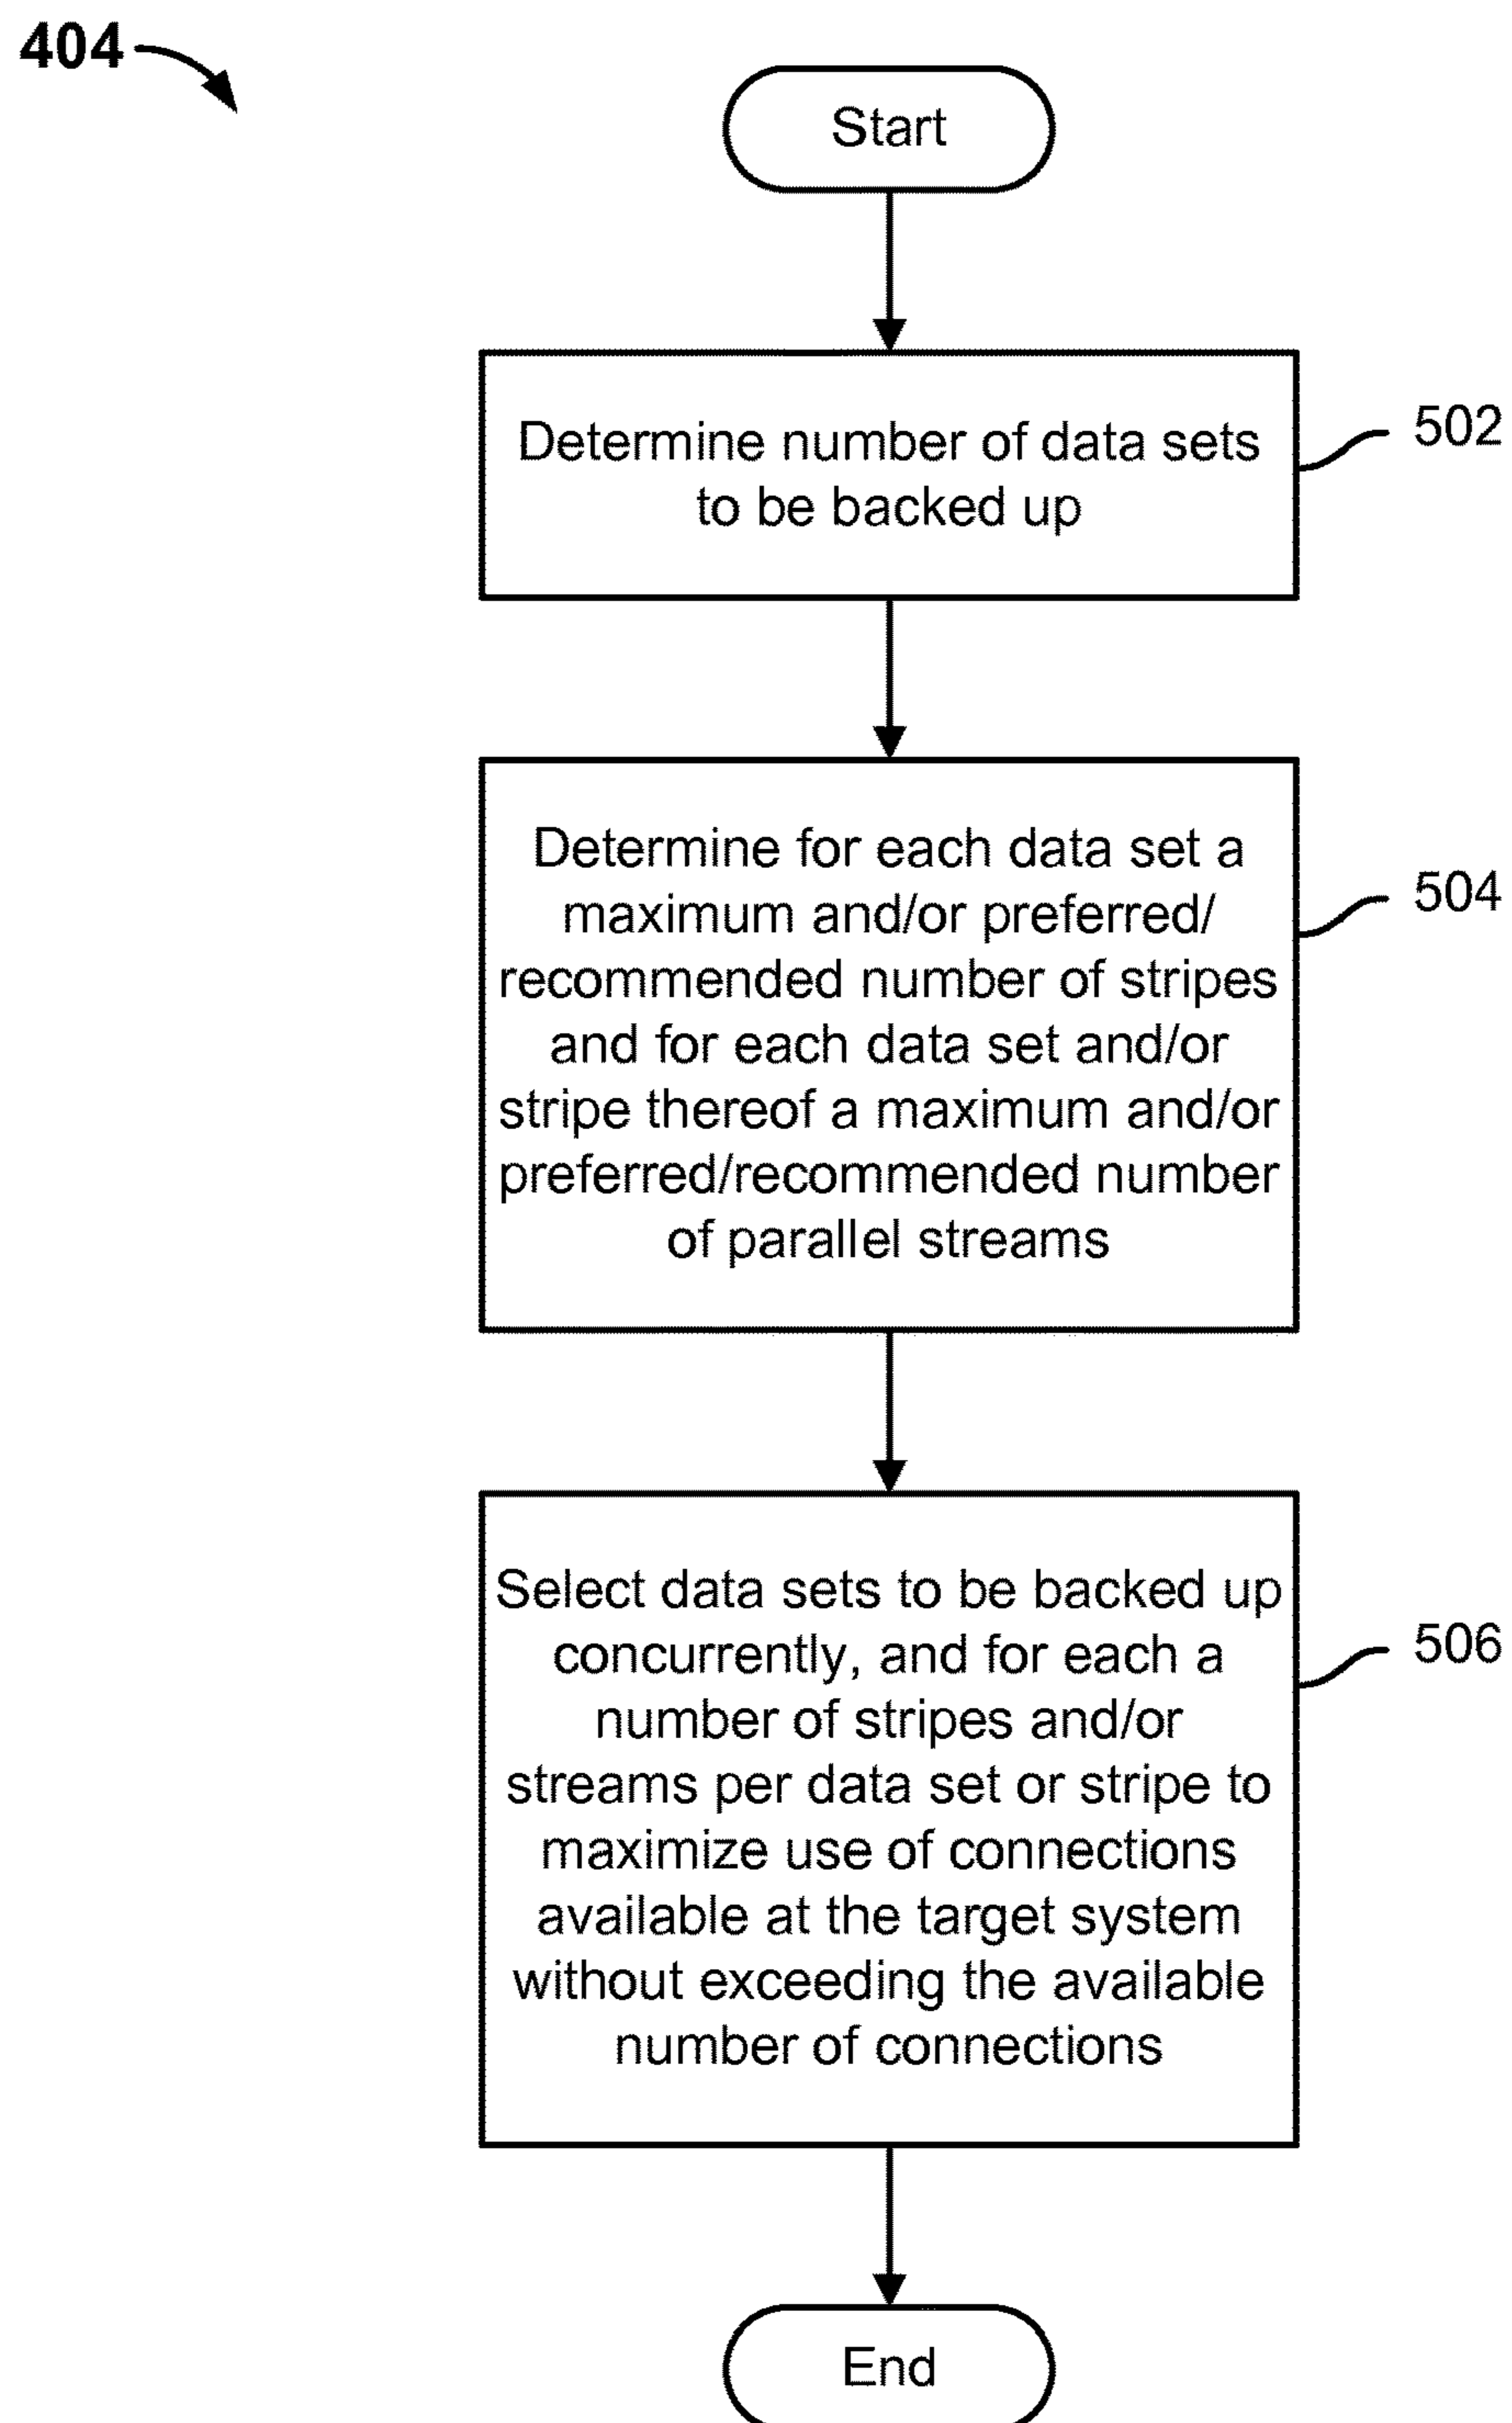 404
Start
Determine number of data sets
to be backed up
502
Determine for each data set a
maximum and/or preferred/
recommended number of stripes
and for each data set and/or
stripe thereof a maximum and/or
preferred/recommended number
of parallel streams
504
Select data sets to be backed up
concurrently, and for each a
number of stripes and/or
streams per data set or stripe to
maximize use of connections
available at the target system
without exceeding the available
number of connections
506
End